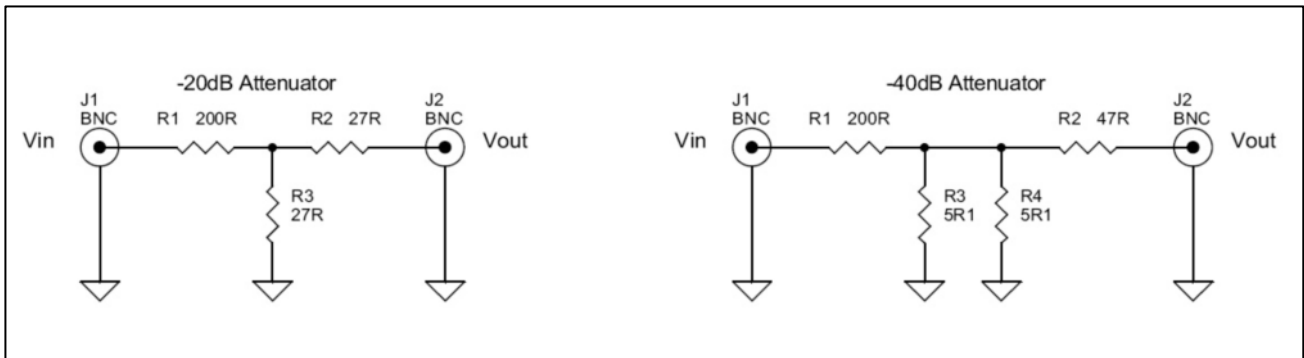 -20dB Attenuator
J1
BNC
R1 200R
R2 27R
J2
BNC
Vin
Vout
R3
27R
-40dB Attenuator
J1
BNC
R1 200R
R2 47R
J2
BNC
Vin
Vout
R3
5R1
R4
5R1